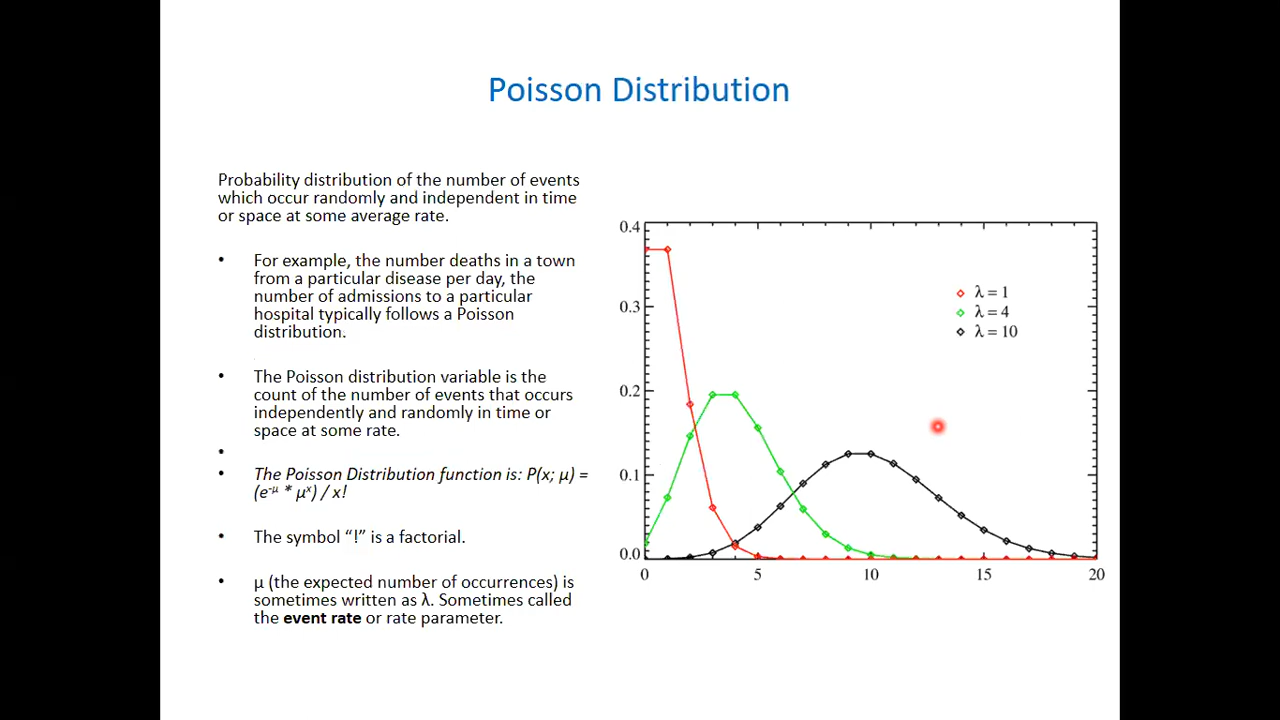 Poisson Distribution
Probability distribution of the number of events
which occur randomly and independent in time
or space at some average rate.
• For example, the number deaths in a town
from a particular disease per day, the
number of admissions to a particular
hospital typically follows a Poisson
distribution.
• The Poisson distribution variable is the
count of the number of events that occurs
independently and randomly in time or
space at some rate.
•
• The Poisson Distribution function is: P(x; μ) =
(e^-μ * μ^x) / x!
• The symbol “!” is a factorial.
• μ (the expected number of occurrences) is
sometimes written as λ. Sometimes called
the event rate or rate parameter.
0.4
0.3
0.2
0.1
0.0
λ = 1
λ = 4
λ = 10
0 5 10 15 20